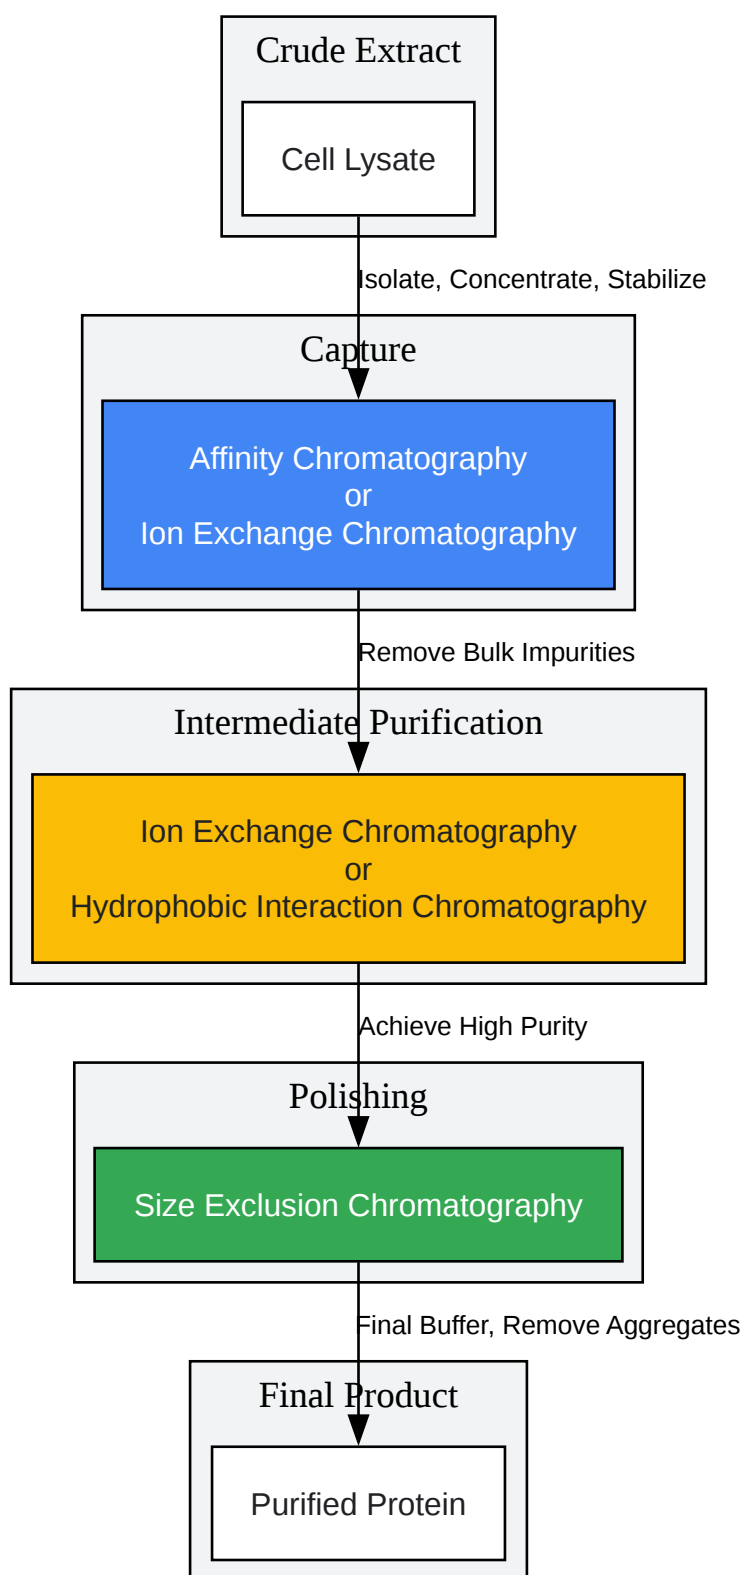 Crude Extract
Cell Lysate
Isolate, Concentrate, Stabilize
Capture
Affinity Chromatography
or
Ion Exchange Chromatography
Remove Bulk Impurities
Intermediate Purification
Ion Exchange Chromatography
or
Hydrophobic Interaction Chromatography
Achieve High Purity
Polishing
Size Exclusion Chromatography
Final Buffer, Remove Aggregates
Final Product
Purified Protein